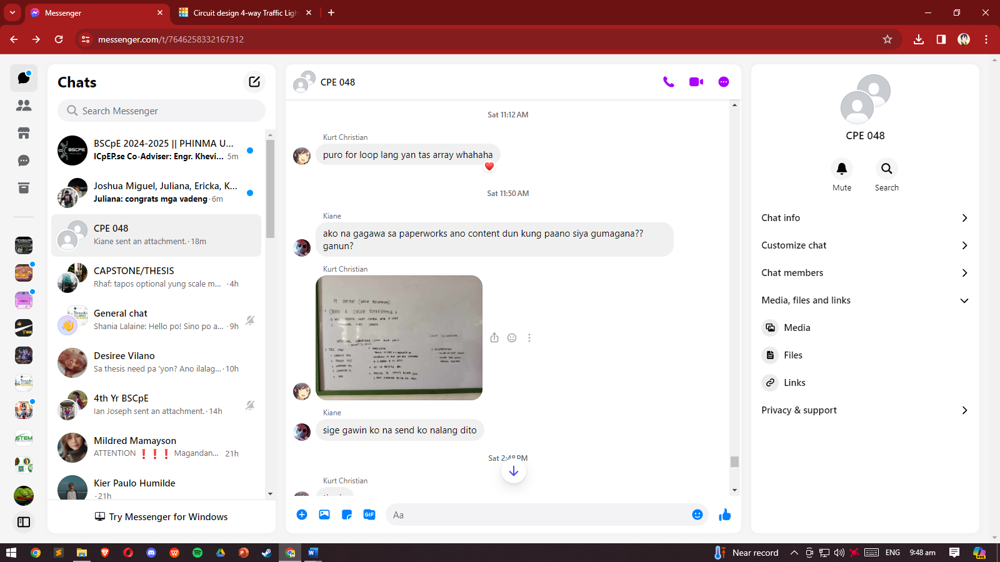 Messenger
Circuit design 4-way Traffic Ligh
messenger.com/t/7646258332167312
Chats
Search Messenger
BSCpE 2024-2025 || PHINMA U...
ICpEP.se Co-Adviser: Engr. Khevi... 5m
Joshua Miguel, Juliana, Ericka, K...
Juliana: congrats mga vadeng · 6m
CPE 048
Kiane sent an attachment. · 18m
CAPSTONE/THESIS
Rhaf: tapos optional yung scale m... · 4h
General chat
Shania Lalaine: Hello po! Sino po a... · 9h
Desiree Vilano
Sa thesis need pa 'yon? Ano ilalag... · 10h
4th Yr BSCpE
Ian Joseph sent an attachment. · 14h
Mildred Mamayson
ATTENTION ❗❗❗ Magandan... 21h
Kier Paulo Humilde
· 21h
Try Messenger for Windows
CPE 048
Sat 11:12 AM
Kurt Christian
puro for loop lang yan tas array whahaha
Sat 11:50 AM
Kiane
ako na gagawa sa paperworks ano content dun kung paano siya gumagana??
ganun?
Kurt Christian
Kiane
sige gawin ko na send ko nalang dito
Sat 2:48 PM
Kurt Christian
GIF
Aa
CPE 048
Mute
Search
Chat info
Customize chat
Chat members
Media, files and links
Media
Files
Links
Privacy & support
Near record
ENG
9:48 am